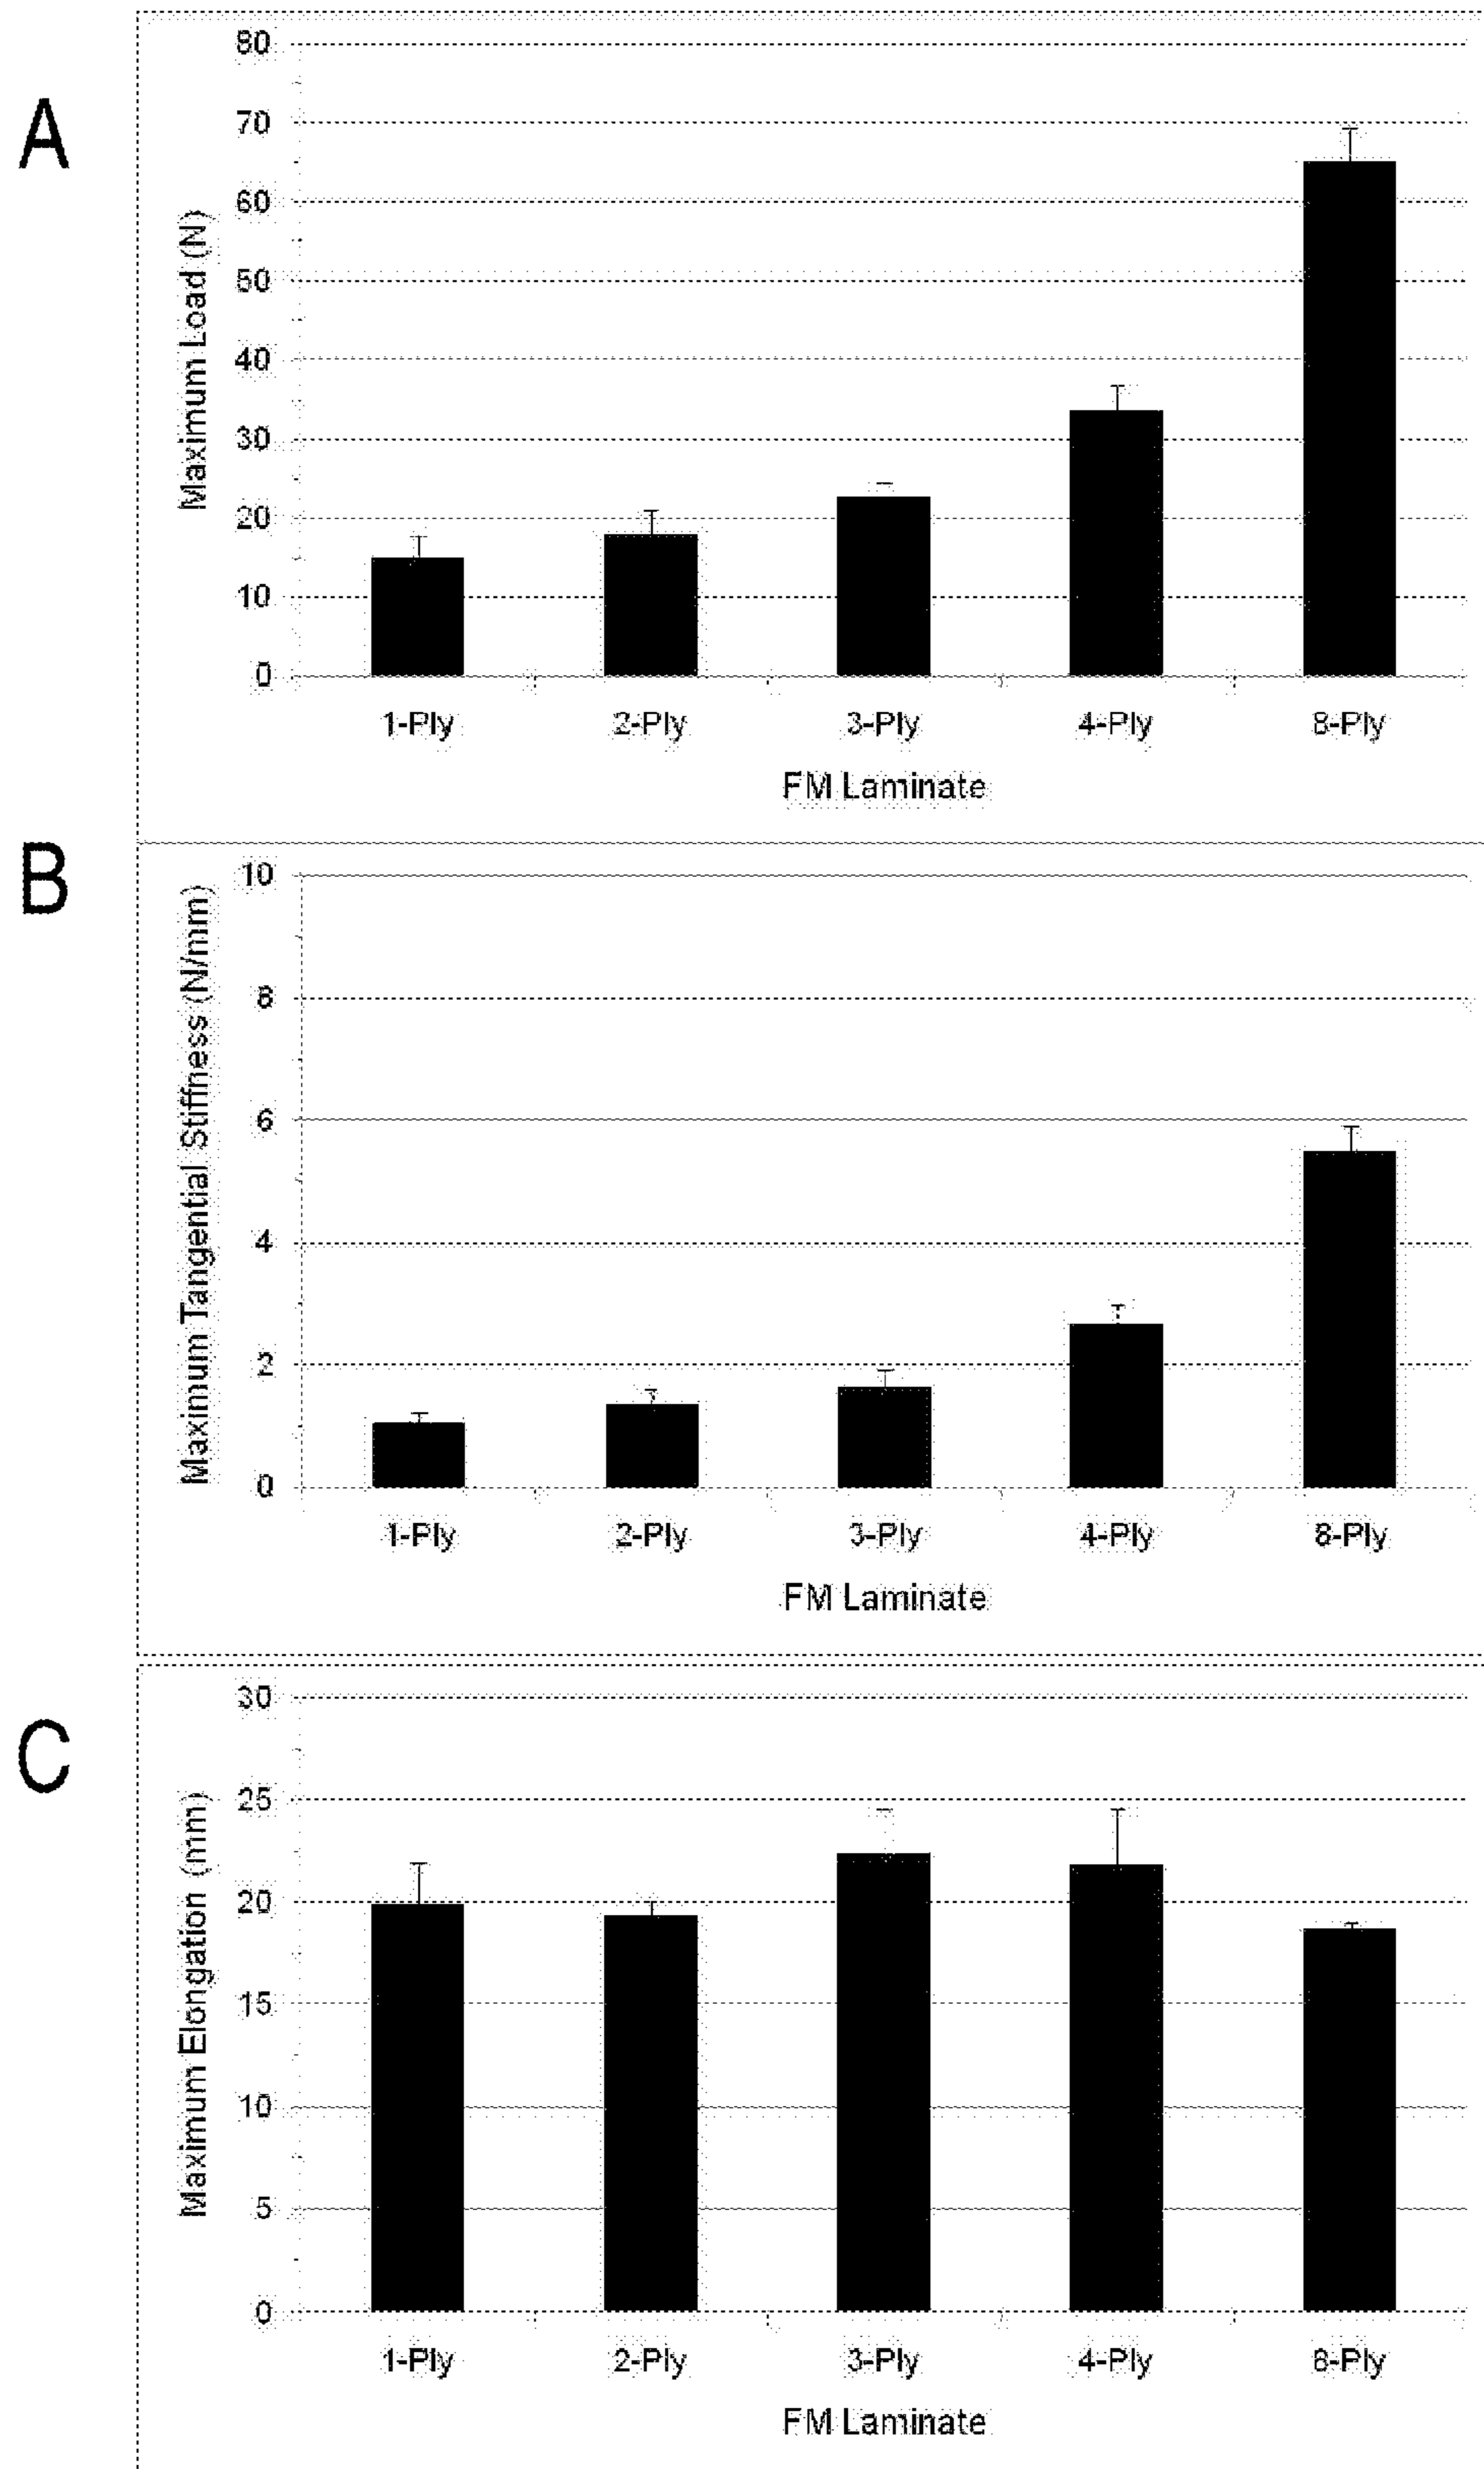 A
Maximum Load (N)
80
70
60
50
40
30
20
10
0
1-Ply 2-Ply 3-Ply 4-Ply 8-Ply
FM Laminate
B
Maximum Tangential Stiffness (N/mm)
10
8
6
4
2
0
1-Ply 2-Ply 3-Ply 4-Ply 8-Ply
FM Laminate
C
Maximum Elongation (mm)
30
25
20
15
10
5
0
1-Ply 2-Ply 3-Ply 4-Ply 8-Ply
FM Laminate